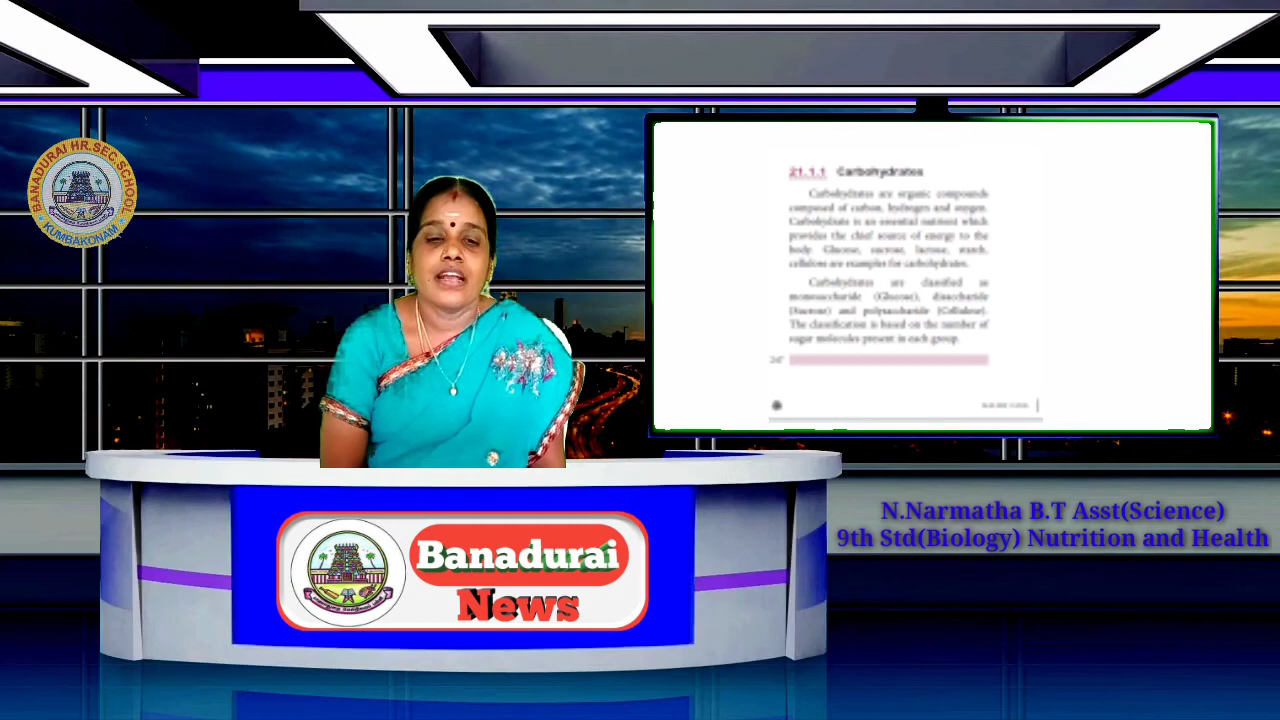 BANADURAI HR.SEC.SCHOOL
KUMBAKONAM
21.1.1 Carbohydrates
Carbohydrates are organic compounds
composed of carbon, hydrogen and oxygen.
Carbohydrate is an essential nutrient which
provides the chief source of energy to the
body. Glucose, sucrose, lactose, starch,
cellulose are examples for carbohydrates.
Carbohydrates are classified as
monosaccharide (Glucose), disaccharide
(Sucrose) and polysaccharide (Cellulose).
The classification is based on the number of
sugar molecules present in each group.
N.Narmatha B.T Asst(Science)
9th Std(Biology) Nutrition and Health
Banadurai
News